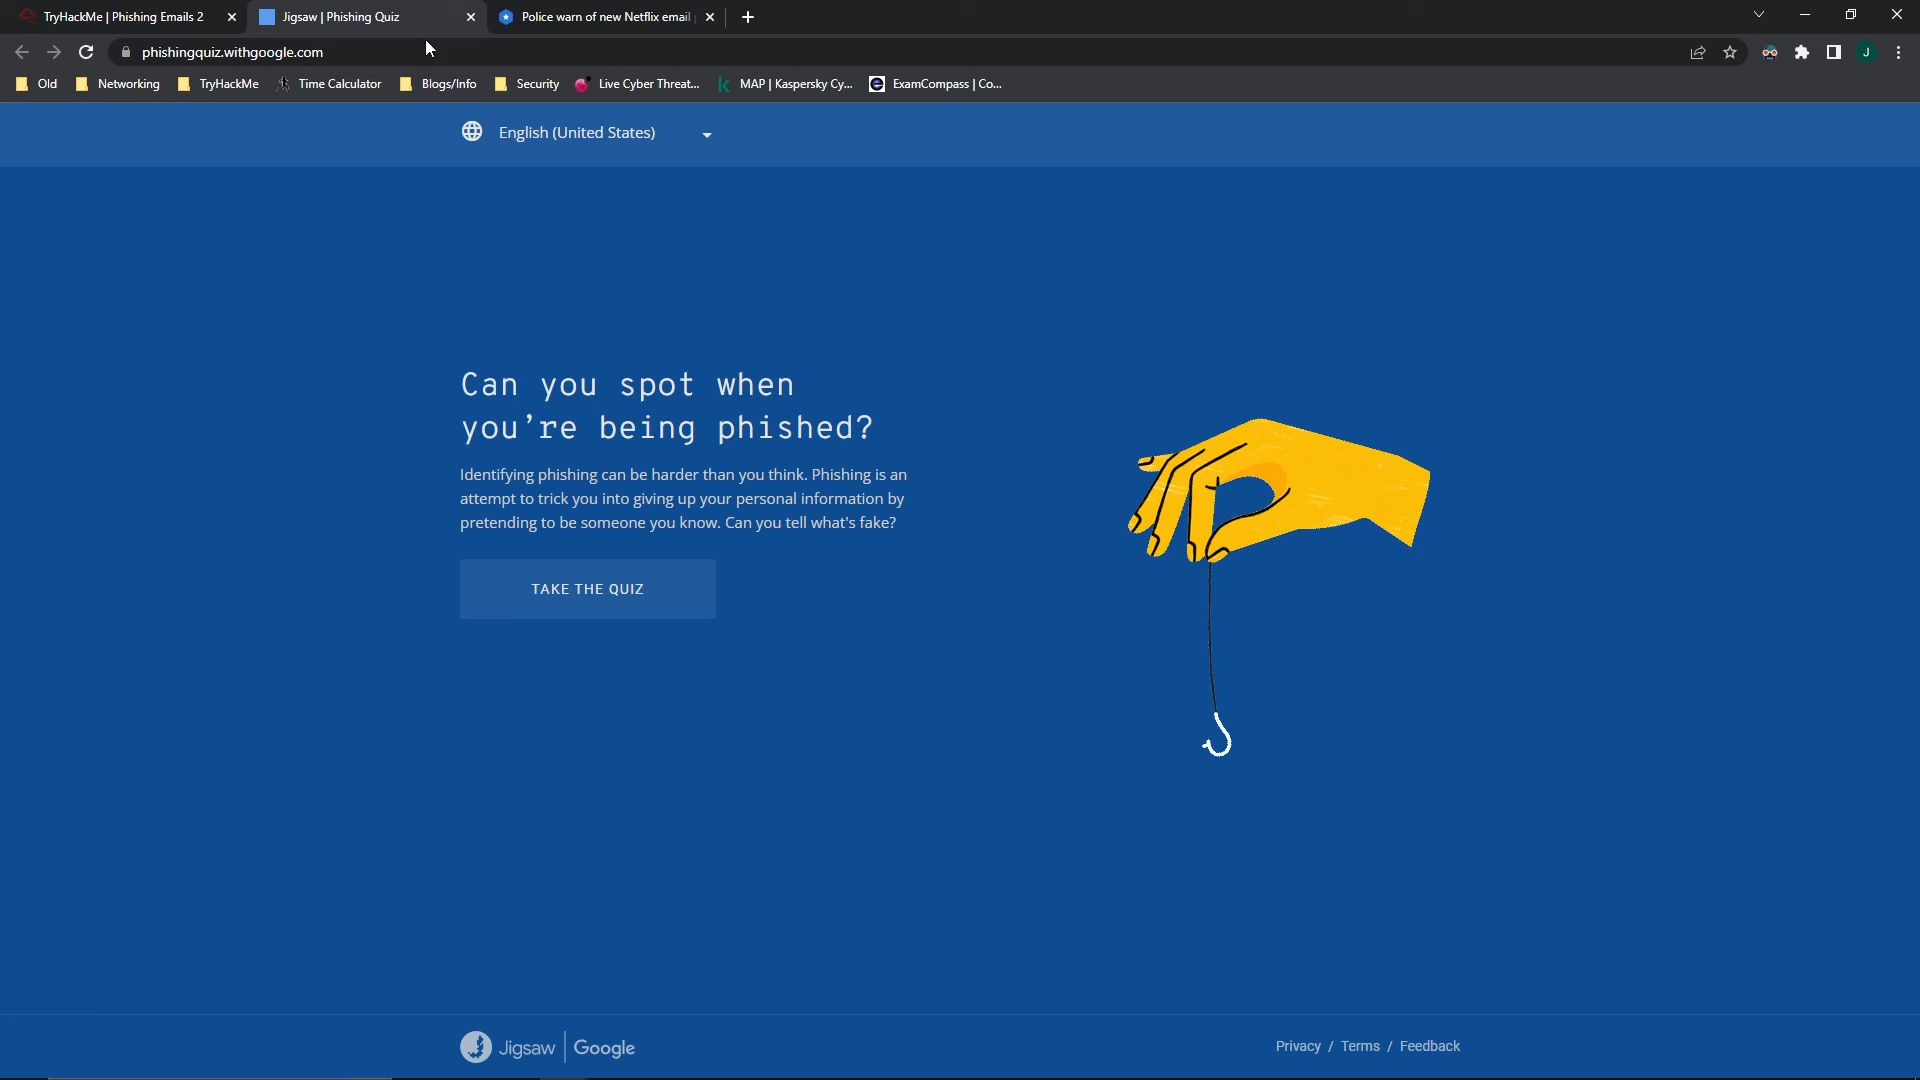 TryHackMe | Phishing Emails 2
Jigsaw | Phishing Quiz
Police warn of new Netflix email
phishingquiz.withgoogle.com
J
Old
Networking
TryHackMe
Time Calculator
Blogs/Info
Security
Live Cyber Threat...
MAP | Kaspersky Cy...
ExamCompass | Co...
English (United States)
Can you spot when
you're being phished?
Identifying phishing can be harder than you think. Phishing is an
attempt to trick you into giving up your personal information by
pretending to be someone you know. Can you tell what's fake?
TAKE THE QUIZ
Jigsaw | Google
Privacy / Terms / Feedback